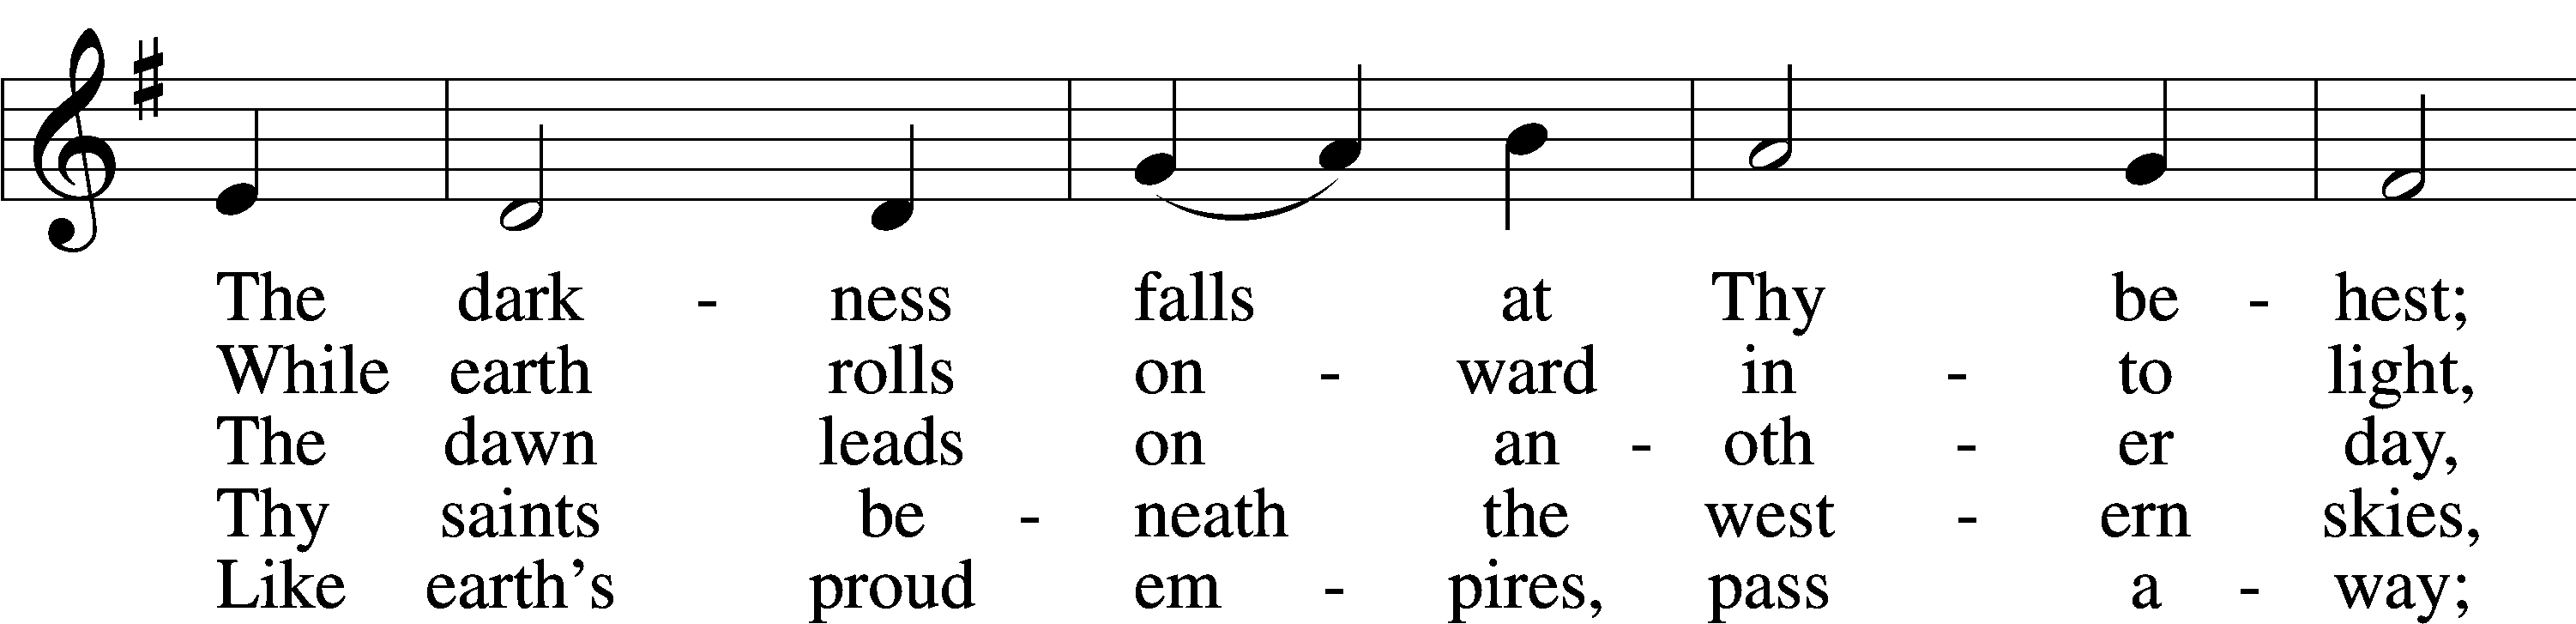 The dark - ness falls at Thy be - hest;
While earth rolls on - ward in - to light,
The dawn leads on an - oth - er day,
Thy saints be - neath the west - ern skies,
Like earth's proud em - pires, pass a - way;